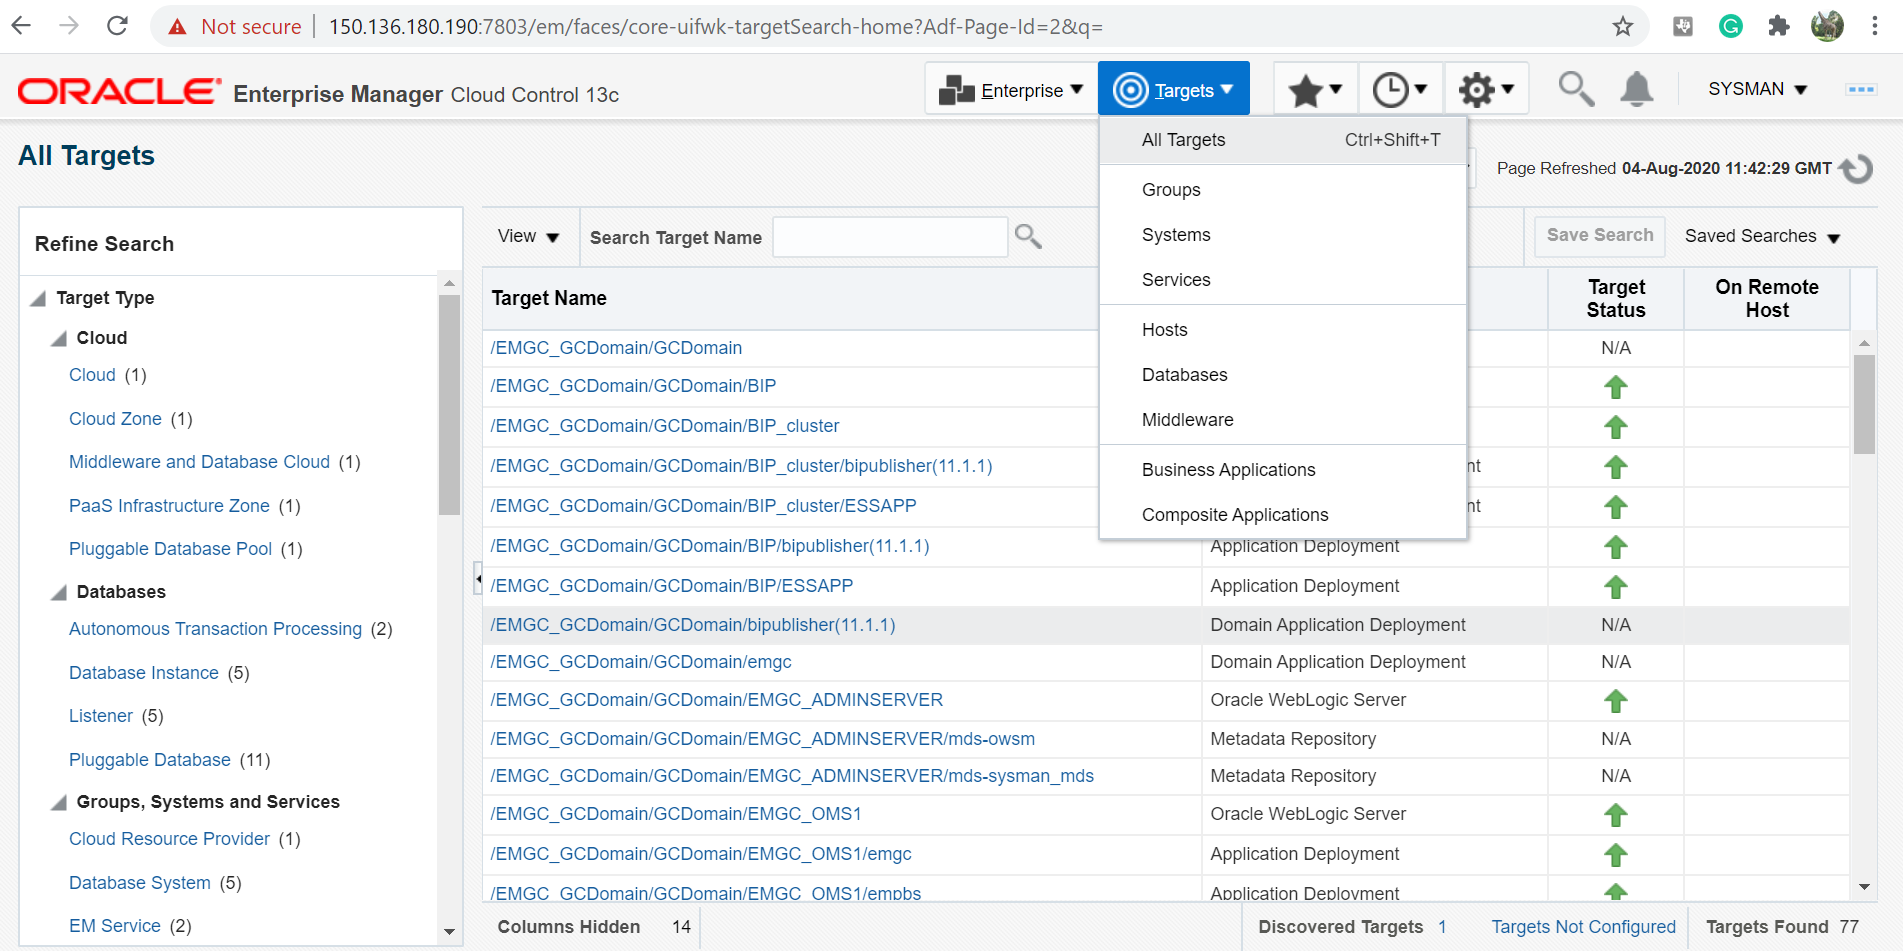 Not secure | 150.136.180.190:7803/em/faces/core-uifwk-targetSearch-home?Adf-Page-Id=2&q=
ORACLE® Enterprise Manager Cloud Control 13c
Enterprise Targets SYSMAN
All Targets
All Targets Ctrl+Shift+T
Groups
Systems
Services
Hosts
Databases
Middleware
Business Applications
Composite Applications
Page Refreshed 04-Aug-2020 11:42:29 GMT
Refine Search
Target Type
Cloud
Cloud (1)
Cloud Zone (1)
Middleware and Database Cloud (1)
PaaS Infrastructure Zone (1)
Pluggable Database Pool (1)
Databases
Autonomous Transaction Processing (2)
Database Instance (5)
Listener (5)
Pluggable Database (11)
Groups, Systems and Services
Cloud Resource Provider (1)
Database System (5)
EM Service (2)
View Search Target Name Save Search Saved Searches
Target Name Target Status On Remote Host
/EMGC_GCDomain/GCDomain N/A
/EMGC_GCDomain/GCDomain/BIP
/EMGC_GCDomain/GCDomain/BIP_cluster
/EMGC_GCDomain/GCDomain/BIP_cluster/bipublisher(11.1.1) nt
/EMGC_GCDomain/GCDomain/BIP_cluster/ESSAPP nt
/EMGC_GCDomain/GCDomain/BIP/bipublisher(11.1.1) Application Deployment
/EMGC_GCDomain/GCDomain/BIP/ESSAPP Application Deployment
/EMGC_GCDomain/GCDomain/bipublisher(11.1.1) Domain Application Deployment N/A
/EMGC_GCDomain/GCDomain/emgc Domain Application Deployment N/A
/EMGC_GCDomain/GCDomain/EMGC_ADMINSERVER Oracle WebLogic Server
/EMGC_GCDomain/GCDomain/EMGC_ADMINSERVER/mds-owsm Metadata Repository N/A
/EMGC_GCDomain/GCDomain/EMGC_ADMINSERVER/mds-sysman_mds Metadata Repository N/A
/EMGC_GCDomain/GCDomain/EMGC_OMS1 Oracle WebLogic Server
/EMGC_GCDomain/GCDomain/EMGC_OMS1/emgc Application Deployment
/EMGC_GCDomain/GCDomain/EMGC_OMS1/empbs Application Deployment
Columns Hidden 14 Discovered Targets 1 Targets Not Configured Targets Found 77